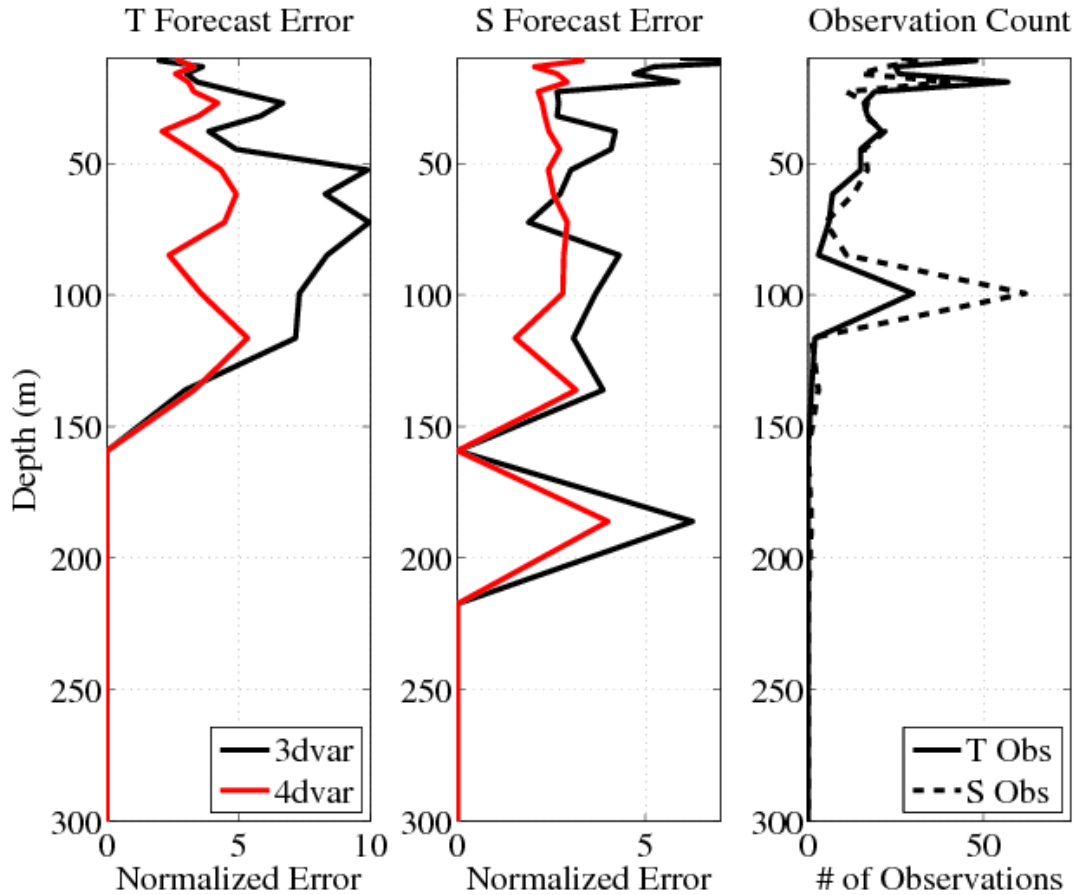 T Forecast Error
S Forecast Error
Observation Count
Depth (m)
50
100
150
200
250
300
0
5
10
Normalized Error
3dvar
4dvar
50
100
150
200
250
300
0
5
Normalized Error
50
100
150
200
250
300
0
50
# of Observations
T Obs
S Obs